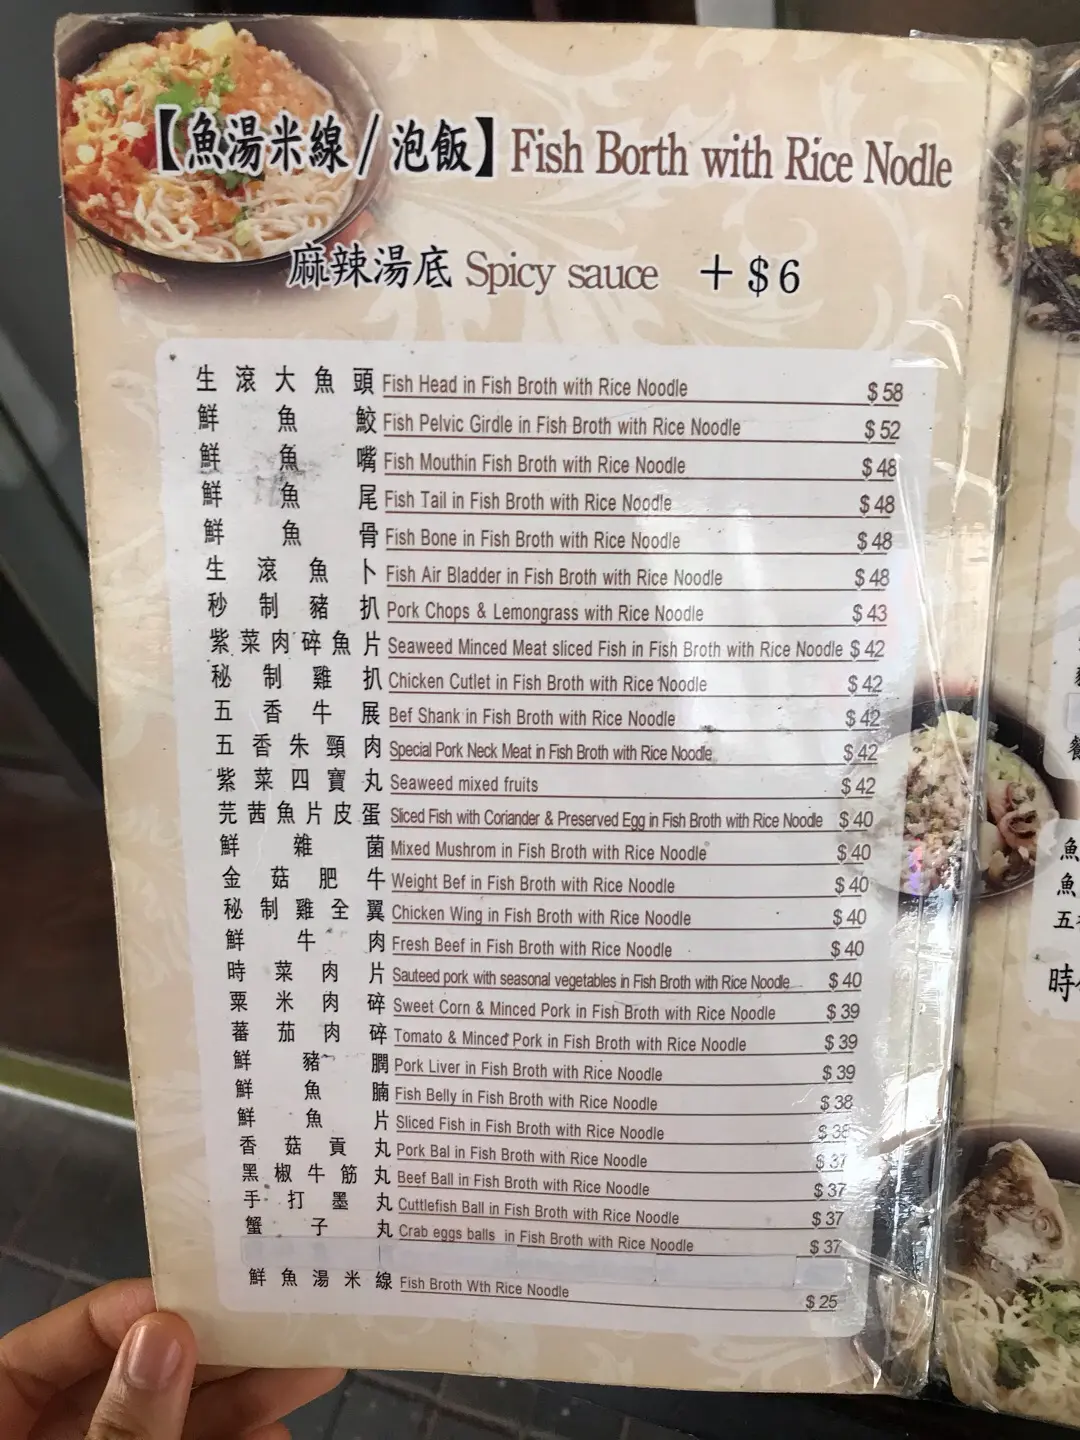 【魚湯米線/泡飯】Fish Borth with Rice Nodle
麻辣湯底 Spicy sauce +$6
生滾大魚頭 Fish Head in Fish Broth with Rice Noodle $58
鮮魚鮫 Fish Pelvic Girdle in Fish Broth with Rice Noodle $52
鮮魚嘴 Fish Mouthin Fish Broth with Rice Noodle $48
鮮魚尾 Fish Tail in Fish Broth with Rice Noodle $48
鮮魚骨 Fish Bone in Fish Broth with Rice Noodle $48
生滾魚卜 Fish Air Bladder in Fish Broth with Rice Noodle $48
秒制豬扒 Pork Chops & Lemongrass with Rice Noodle $43
紫菜肉碎魚片 Seaweed Minced Meat sliced Fish in Fish Broth with Rice Noodle $42
秘制雞扒 Chicken Cutlet in Fish Broth with Rice Noodle $42
五香牛展 Bef Shank in Fish Broth with Rice Noodle $42
五香朱頸肉 Special Pork Neck Meat in Fish Broth with Rice Noodle $42
紫菜四寶丸 Seaweed mixed fruits $42
芫茜魚片皮蛋 Sliced Fish with Coriander & Preserved Egg in Fish Broth with Rice Noodle $40
鮮雜菌 Mixed Mushrom in Fish Broth with Rice Noodle $40
金菇肥牛 Weight Bef in Fish Broth with Rice Noodle $40
秘制雞全翼 Chicken Wing in Fish Broth with Rice Noodle $40
鮮牛肉 Fresh Beef in Fish Broth with Rice Noodle $40
時菜肉片 Sauteed pork with seasonal vegetables in Fish Broth with Rice Noodle $40
粟米肉碎 Sweet Corn & Minced Pork in Fish Broth with Rice Noodle $39
蕃茄肉碎 Tomato & Minced Pork in Fish Broth with Rice Noodle $39
鮮豬膶 Pork Liver in Fish Broth with Rice Noodle $39
鮮魚腩 Fish Belly in Fish Broth with Rice Noodle $38
鮮魚片 Sliced Fish in Fish Broth with Rice Noodle $38
香菇貢丸 Pork Bal in Fish Broth with Rice Noodle $37
黑椒牛筋丸 Beef Ball in Fish Broth with Rice Noodle $37
手打墨丸 Cuttlefish Ball in Fish Broth with Rice Noodle $37
蟹子丸 Crab eggs balls in Fish Broth with Rice Noodle $37
鮮魚湯米線 Fish Broth Wth Rice Noodle $25
魚
魚
五
時